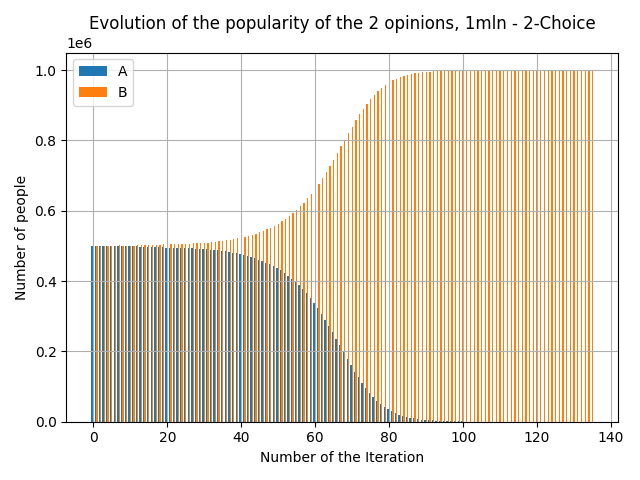 Evolution of the popularity of the 2 opinions, 1mln - 2-Choice
1e6
A
B
1.0
0.8
0.6
0.4
0.2
0.0
Number of people
0 20 40 60 80 100 120 140
Number of the Iteration